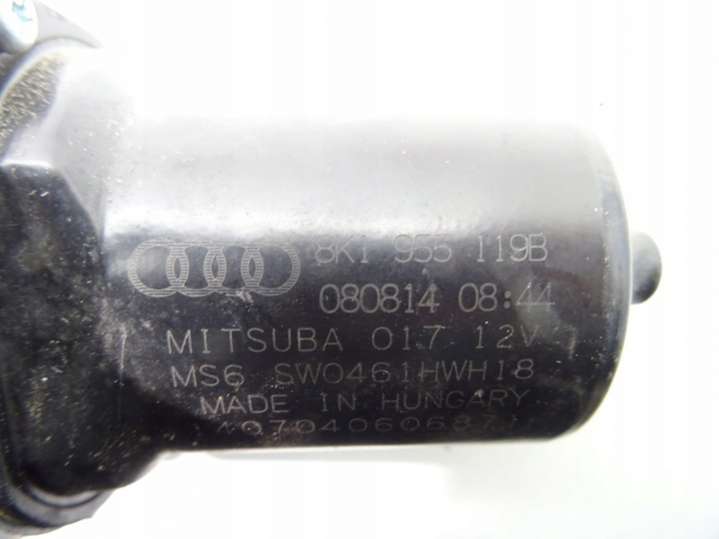 8K1 955 119B
080814 08:44
MITSUBA 017 12V
MS6 SW0461HWH18
MADE IN HUNGARY